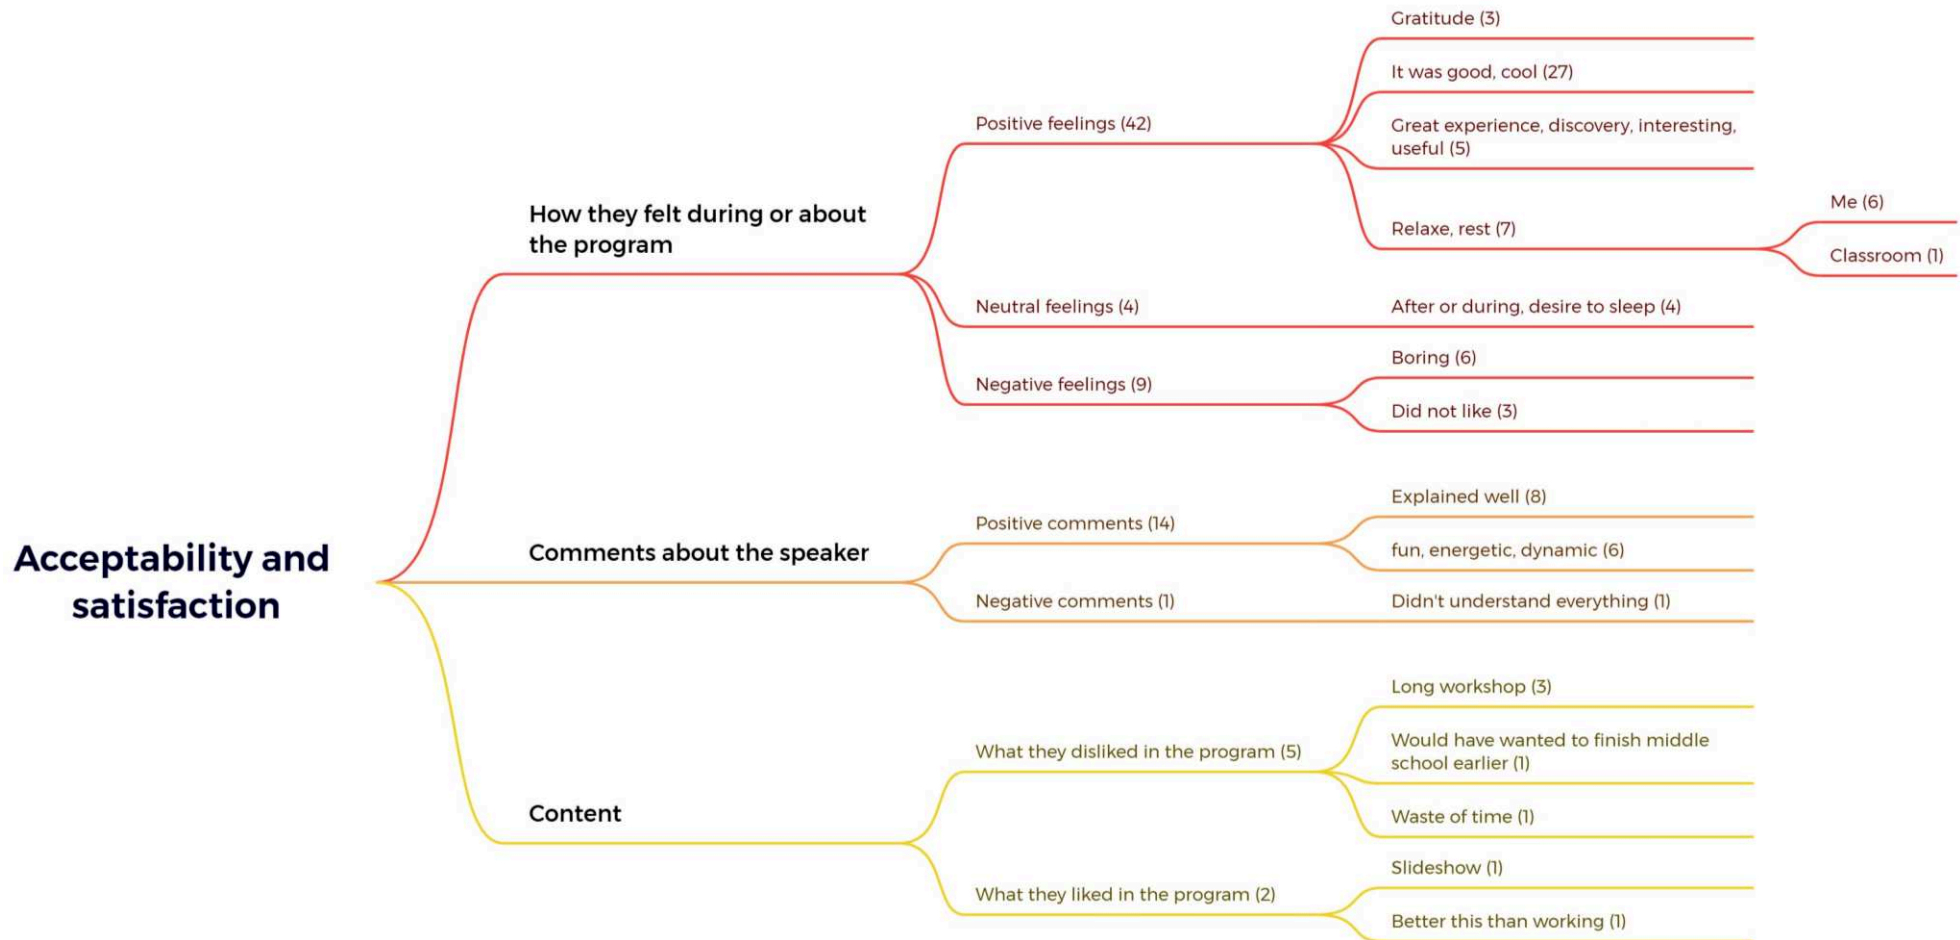 Acceptability and
satisfaction
How they felt during or about
the program
Positive feelings (42)
Gratitude (3)
It was good, cool (27)
Great experience, discovery, interesting,
useful (5)
Relaxe, rest (7)
Me (6)
Classroom (1)
Neutral feelings (4)
After or during, desire to sleep (4)
Negative feelings (9)
Boring (6)
Did not like (3)
Comments about the speaker
Positive comments (14)
Explained well (8)
fun, energetic, dynamic (6)
Negative comments (1)
Didn't understand everything (1)
Content
What they disliked in the program (5)
Long workshop (3)
Would have wanted to finish middle
school earlier (1)
Waste of time (1)
What they liked in the program (2)
Slideshow (1)
Better this than working (1)